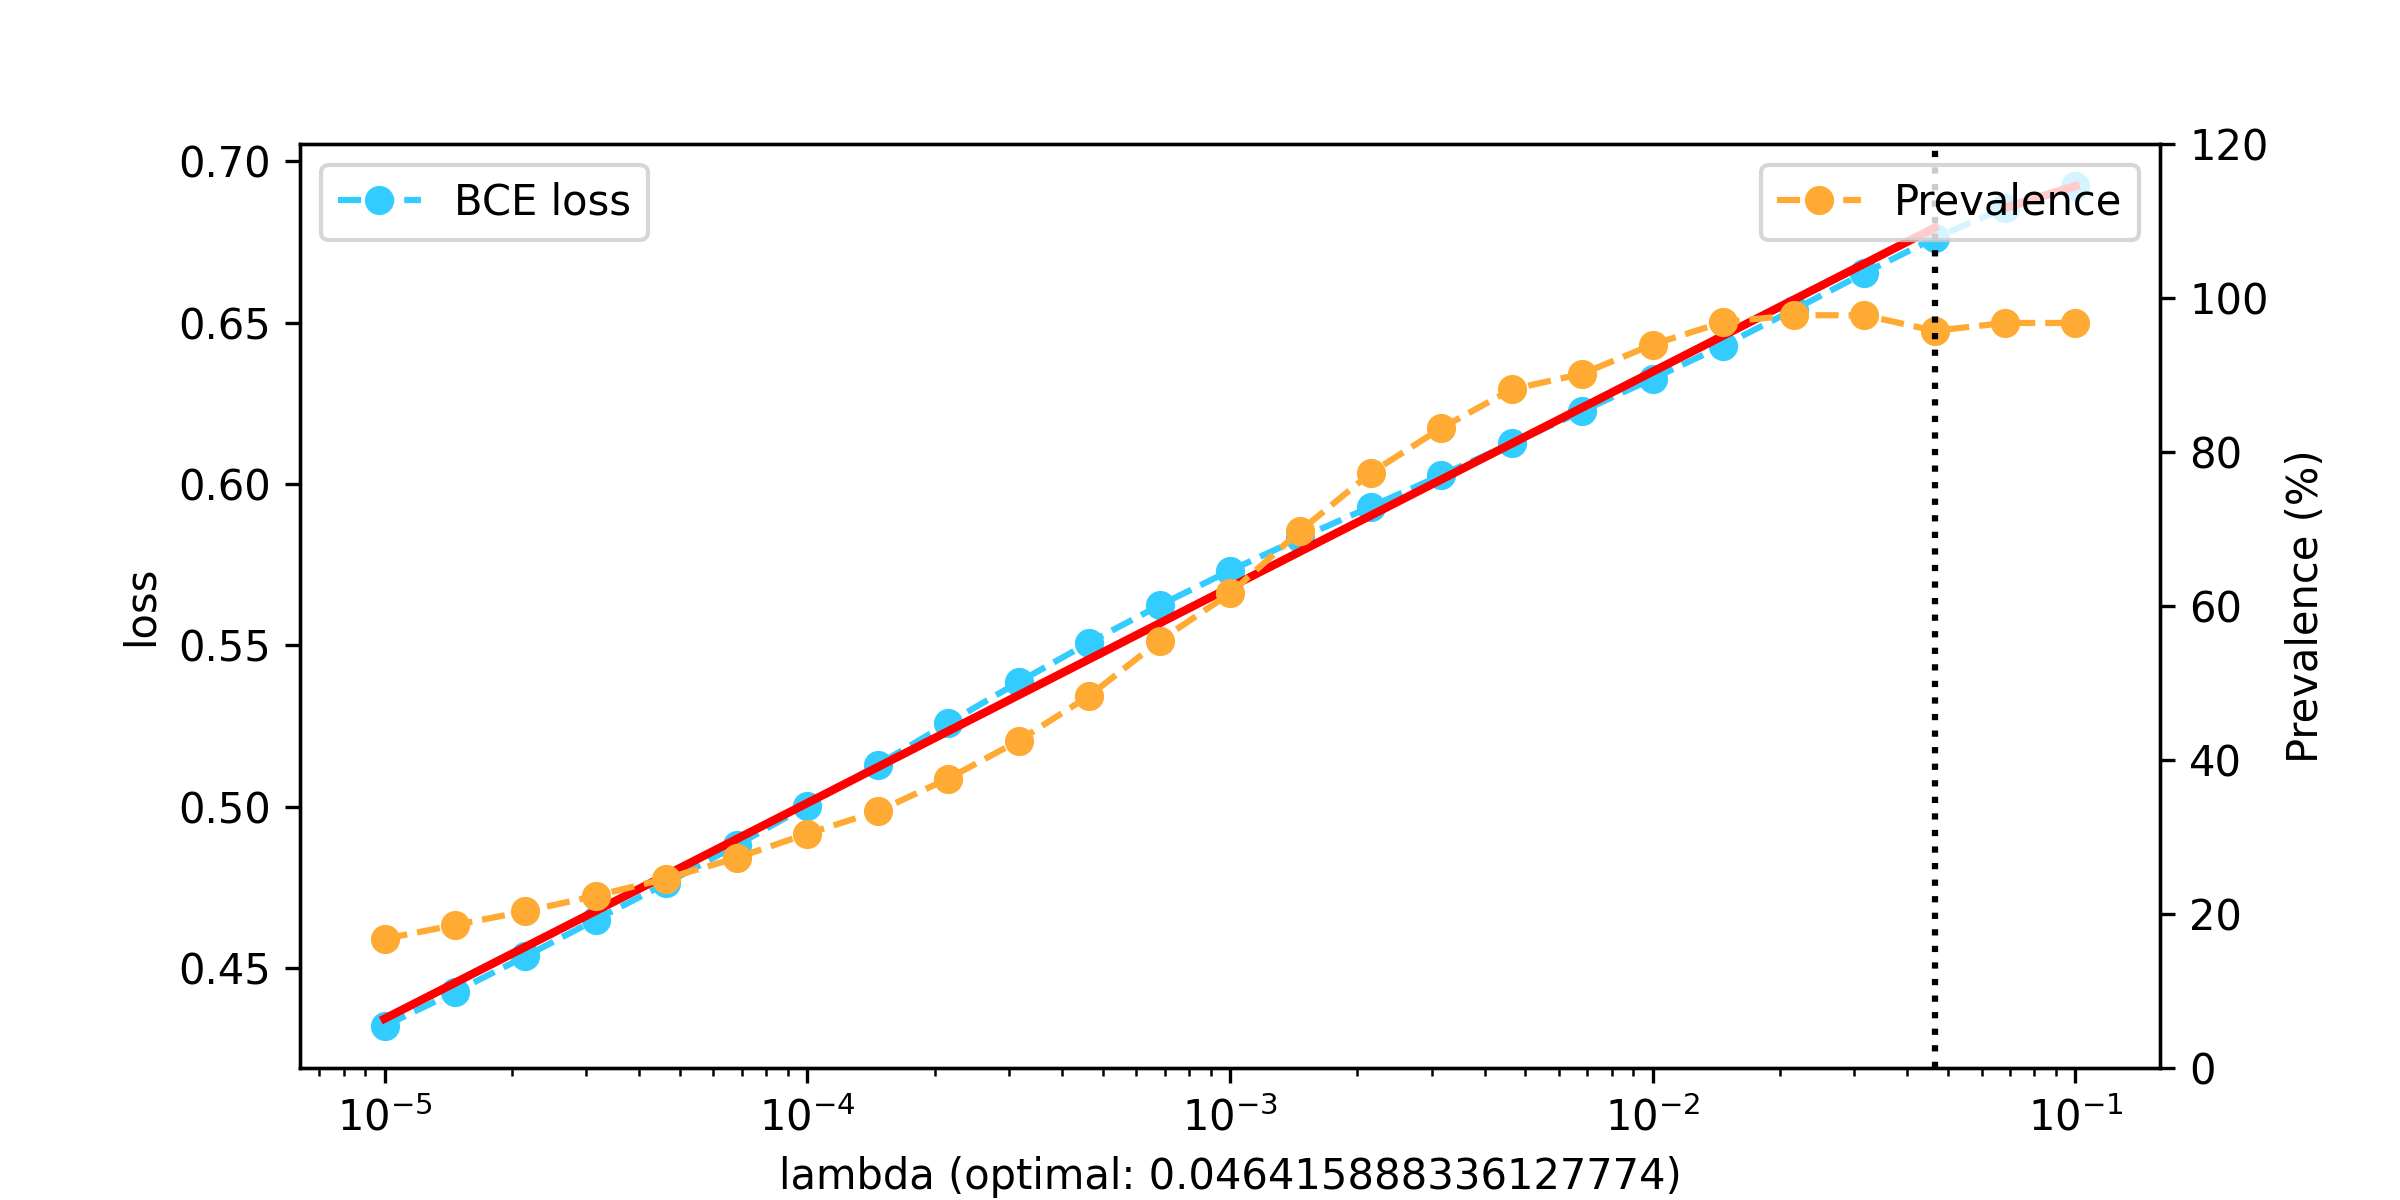 BCE loss
Prevalence
0.70
0.65
0.60
0.55
0.50
0.45
loss
120
100
80
60
40
20
0
Prevalence (%)
10⁻⁵ 10⁻⁴ 10⁻³ 10⁻² 10⁻¹
lambda (optimal: 0.046415888336127774)